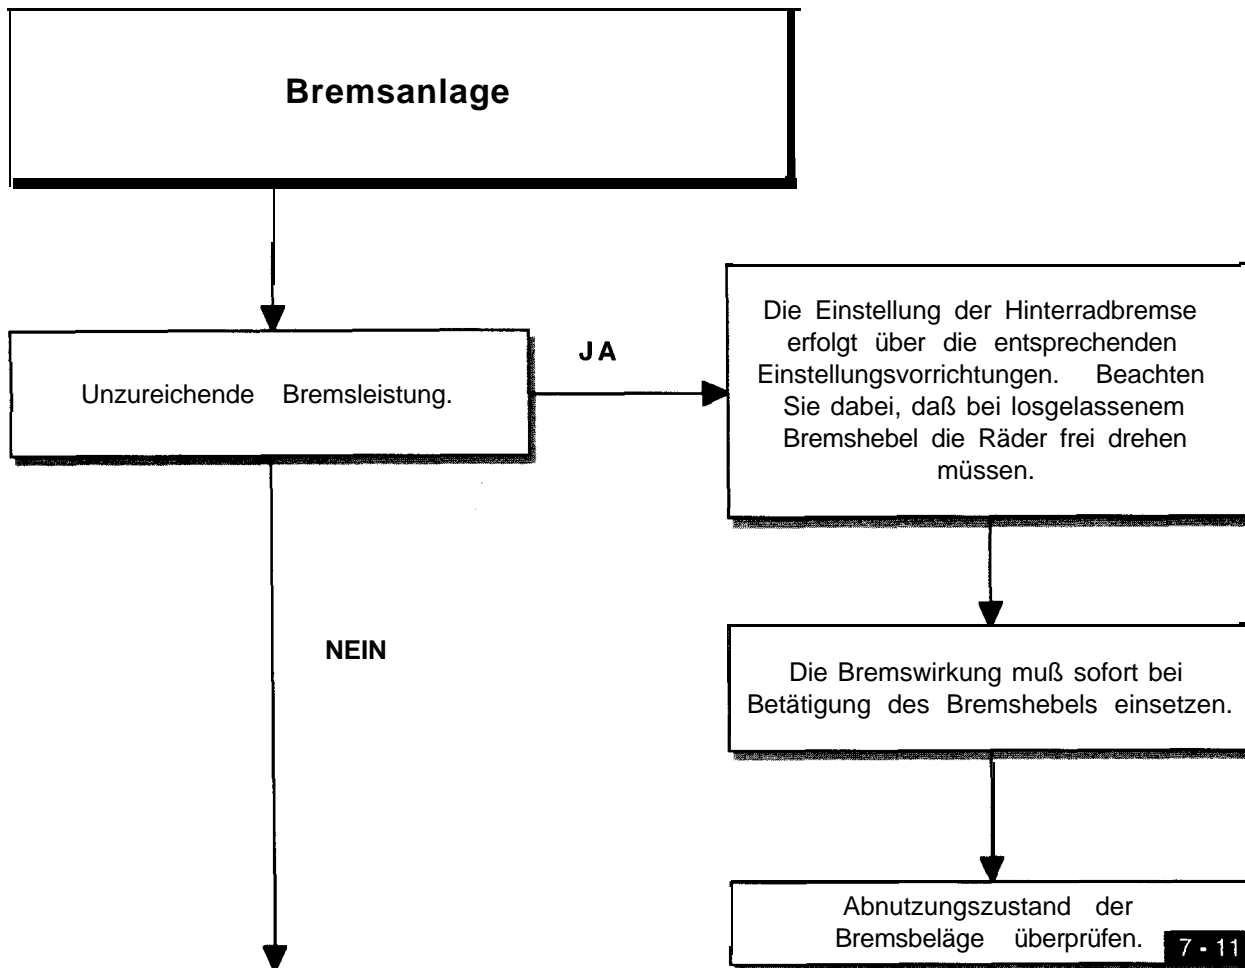 Bremsanlage
Unzureichende Bremsleistung.
JA
Die Einstellung der Hinterradbremse
erfolgt über die entsprechenden
Einstellungsvorrichtungen. Beachten
Sie dabei, daß bei losgelassenem
Bremshebel die Räder frei drehen
müssen.
NEIN
Die Bremswirkung muß sofort bei
Betätigung des Bremshebels einsetzen.
Abnutzungszustand der
Bremsbeläge überprüfen.
7 - 11